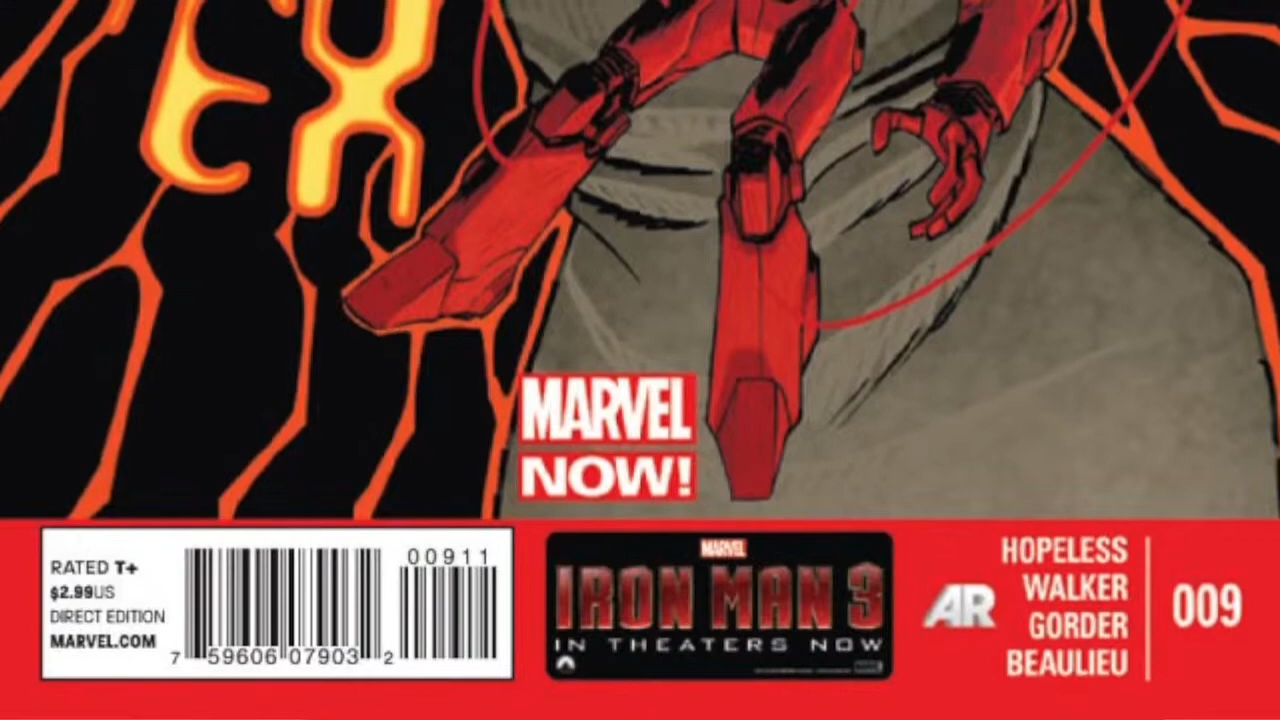 EX
MARVEL
NOW!
RATED T+
$2.99US
DIRECT EDITION
MARVEL.COM
00911
7 59606 07903 2
MARVEL
IRON MAN 3
IN THEATERS NOW
AR
HOPELESS
WALKER
GORDER
BEAULIEU
009